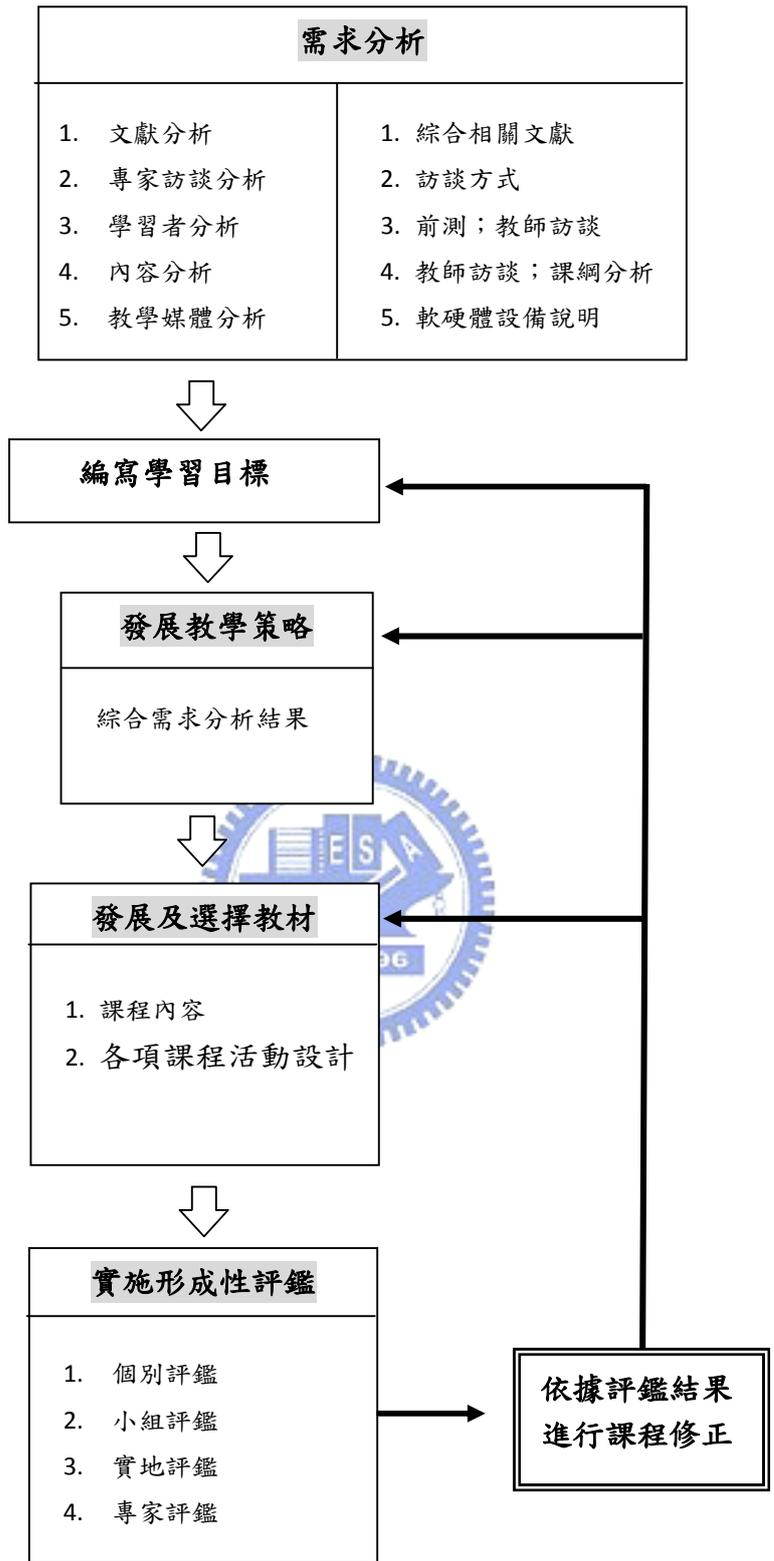 需求分析
1. 文獻分析
2. 專家訪談分析
3. 學習者分析
4. 內容分析
5. 教學媒體分析
1. 綜合相關文獻
2. 訪談方式
3. 前測；教師訪談
4. 教師訪談；課綱分析
5. 軟硬體設備說明
編寫學習目標
發展教學策略
綜合需求分析結果
ESA
發展及選擇教材
96
1. 課程內容
2. 各項課程活動設計
實施形成性評鑑
1. 個別評鑑
2. 小組評鑑
3. 實地評鑑
4. 專家評鑑
依據評鑑結果
進行課程修正